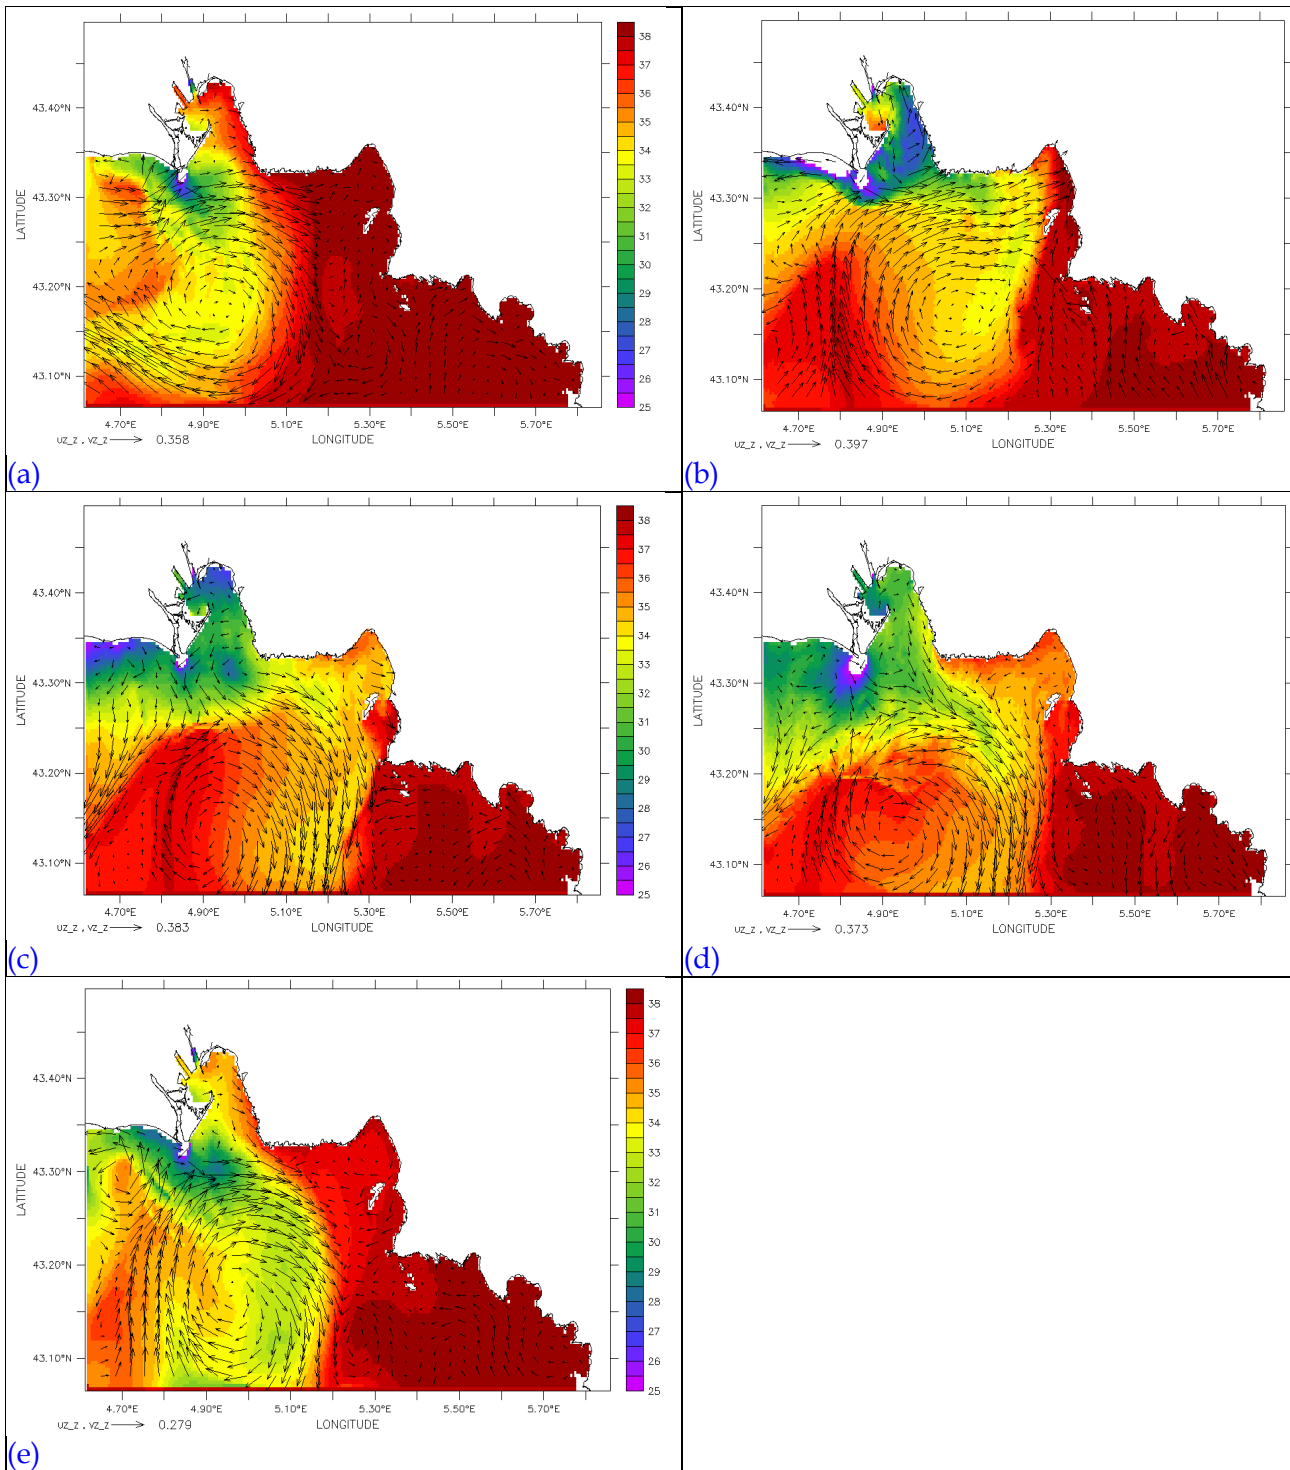 38
37
36
35
34
33
32
31
30
29
28
27
26
25
43.40°N
43.30°N
43.20°N
43.10°N
LATITUDE
4.70°E 4.90°E 5.10°E 5.30°E 5.50°E 5.70°E
LONGITUDE
uz_z , vz_z 0.358
(a)
43.40°N
43.30°N
43.20°N
43.10°N
LATITUDE
4.70°E 4.90°E 5.10°E 5.30°E 5.50°E 5.70°E
LONGITUDE
uz_z , vz_z 0.397
(b)
38
37
36
35
34
33
32
31
30
29
28
27
26
25
43.40°N
43.30°N
43.20°N
43.10°N
LATITUDE
4.70°E 4.90°E 5.10°E 5.30°E 5.50°E 5.70°E
LONGITUDE
uz_z , vz_z 0.383
(c)
43.40°N
43.30°N
43.20°N
43.10°N
LATITUDE
4.70°E 4.90°E 5.10°E 5.30°E 5.50°E 5.70°E
LONGITUDE
uz_z , vz_z 0.373
(d)
38
37
36
35
34
33
32
31
30
29
28
27
26
25
43.40°N
43.30°N
43.20°N
43.10°N
LATITUDE
4.70°E 4.90°E 5.10°E 5.30°E 5.50°E 5.70°E
LONGITUDE
uz_z , vz_z 0.279
(e)